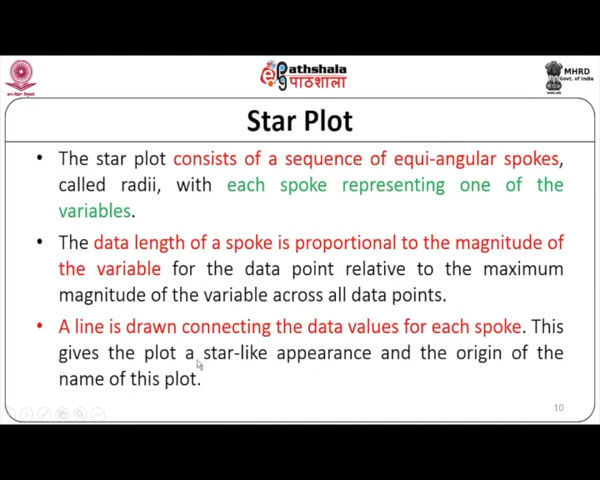 Pathshala
पाठशाला
MHRD
Govt. of India
Star Plot
• The star plot consists of a sequence of equi-angular spokes,
called radii, with each spoke representing one of the
variables.
• The data length of a spoke is proportional to the magnitude of
the variable for the data point relative to the maximum
magnitude of the variable across all data points.
• A line is drawn connecting the data values for each spoke. This
gives the plot a star-like appearance and the origin of the
name of this plot.
10